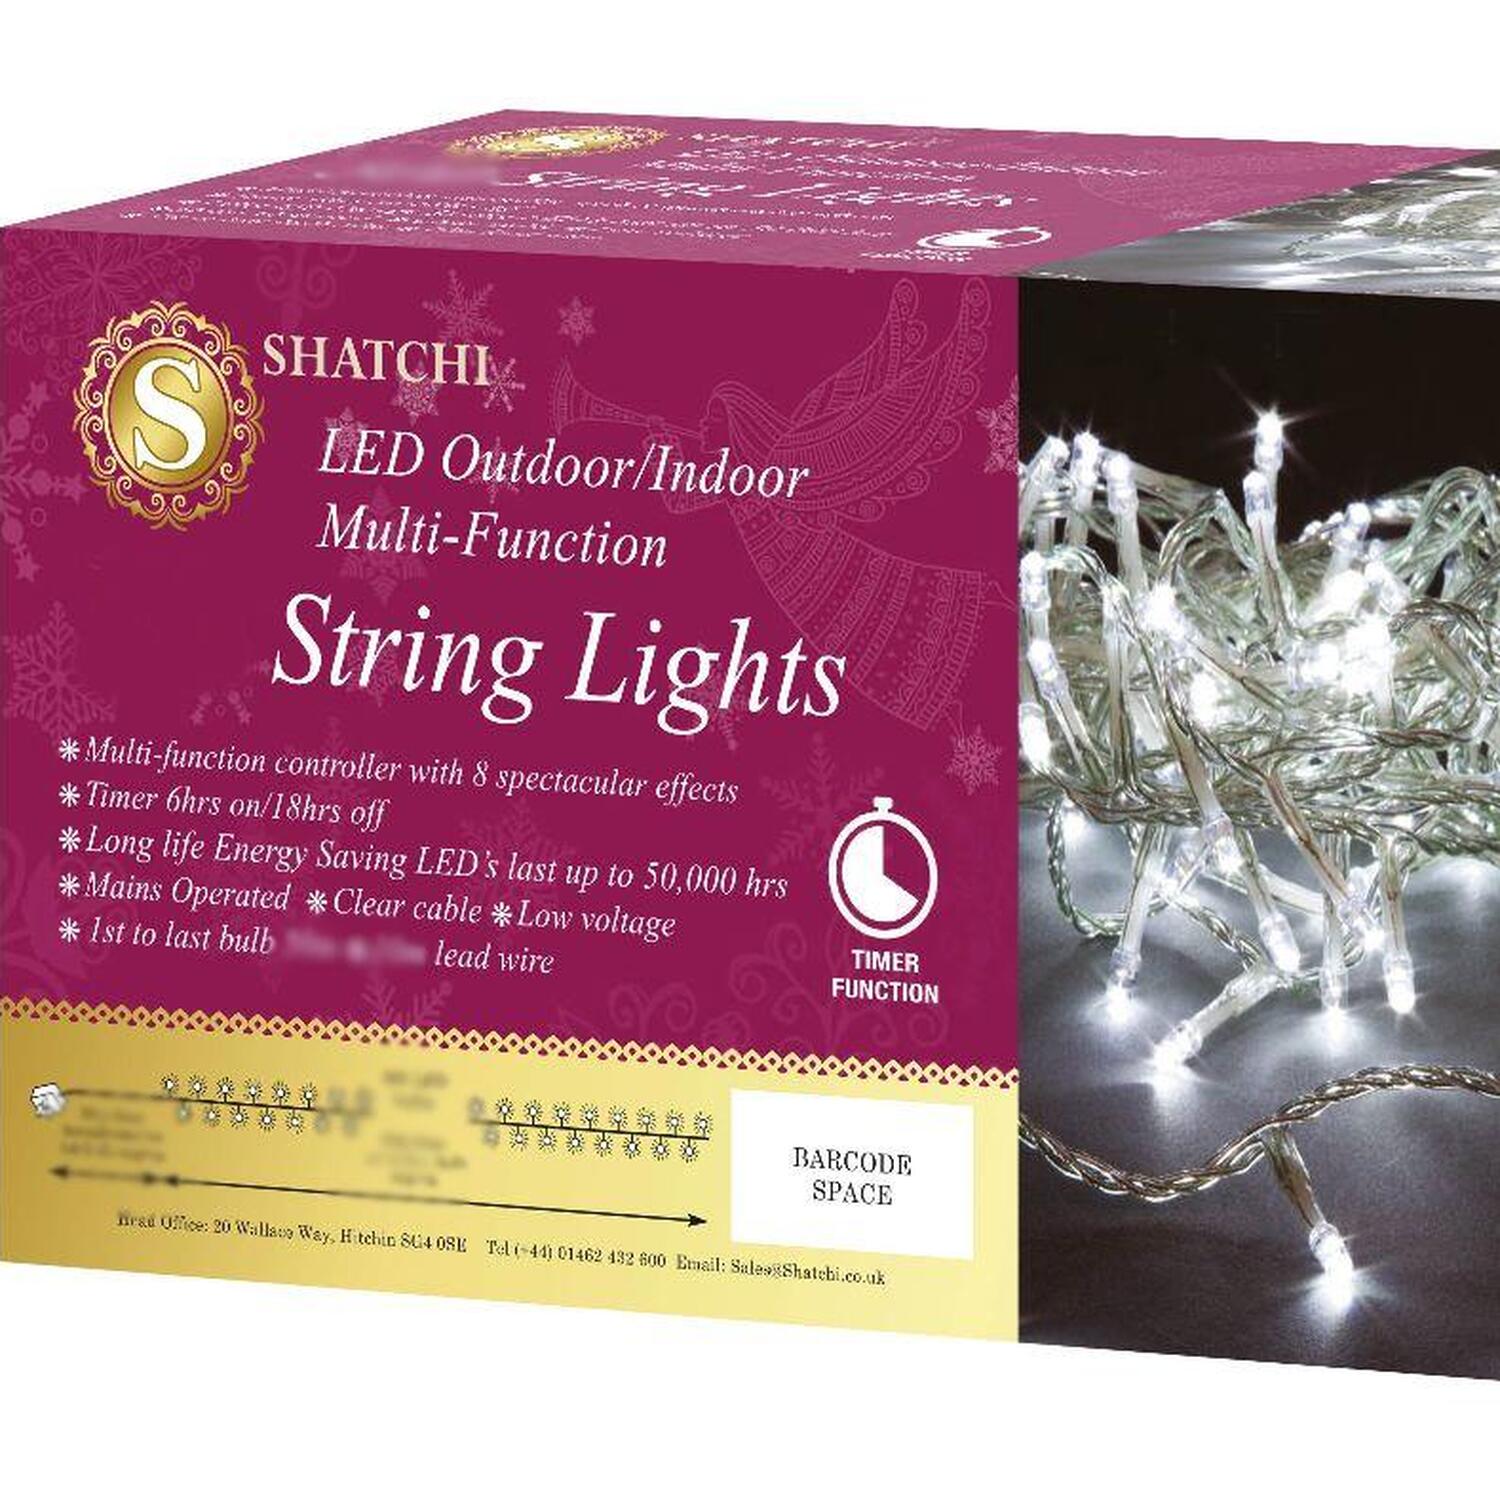 SHATCHI
String Lights
S
SHATCHI
LED Outdoor/Indoor
Multi-Function
String Lights
Multi-function controller with 8 spectacular effects
Timer 6hrs on/18hrs off
Long life Energy Saving LED's last up to 50,000 hrs
Mains Operated Clear cable Low voltage
1st to last bulb lead wire
TIMER
FUNCTION
BARCODE
SPACE
Head Office: 20 Wallace Way, Hitchin SG4 0SE Tel (+44) 01462 432 600 Email: Sales@Shatchi.co.uk